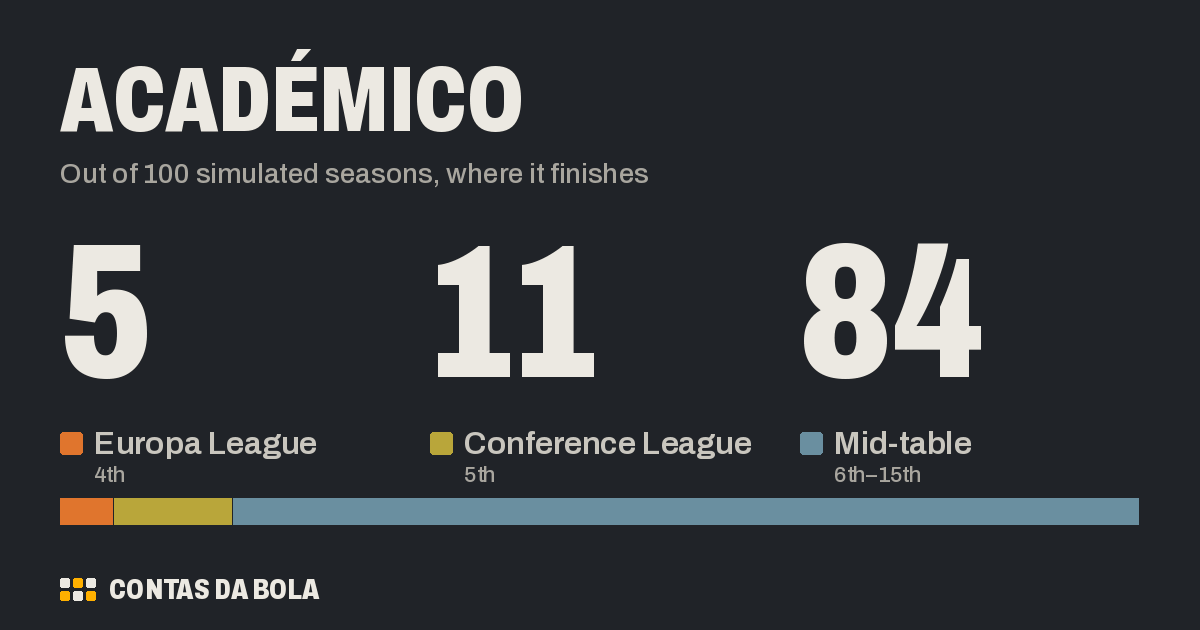 ACADÉMICO
Out of 100 simulated seasons, where it finishes
5 11 84
Europa League Conference League Mid-table
4th 5th 6th–15th
CONTAS DA BOLA